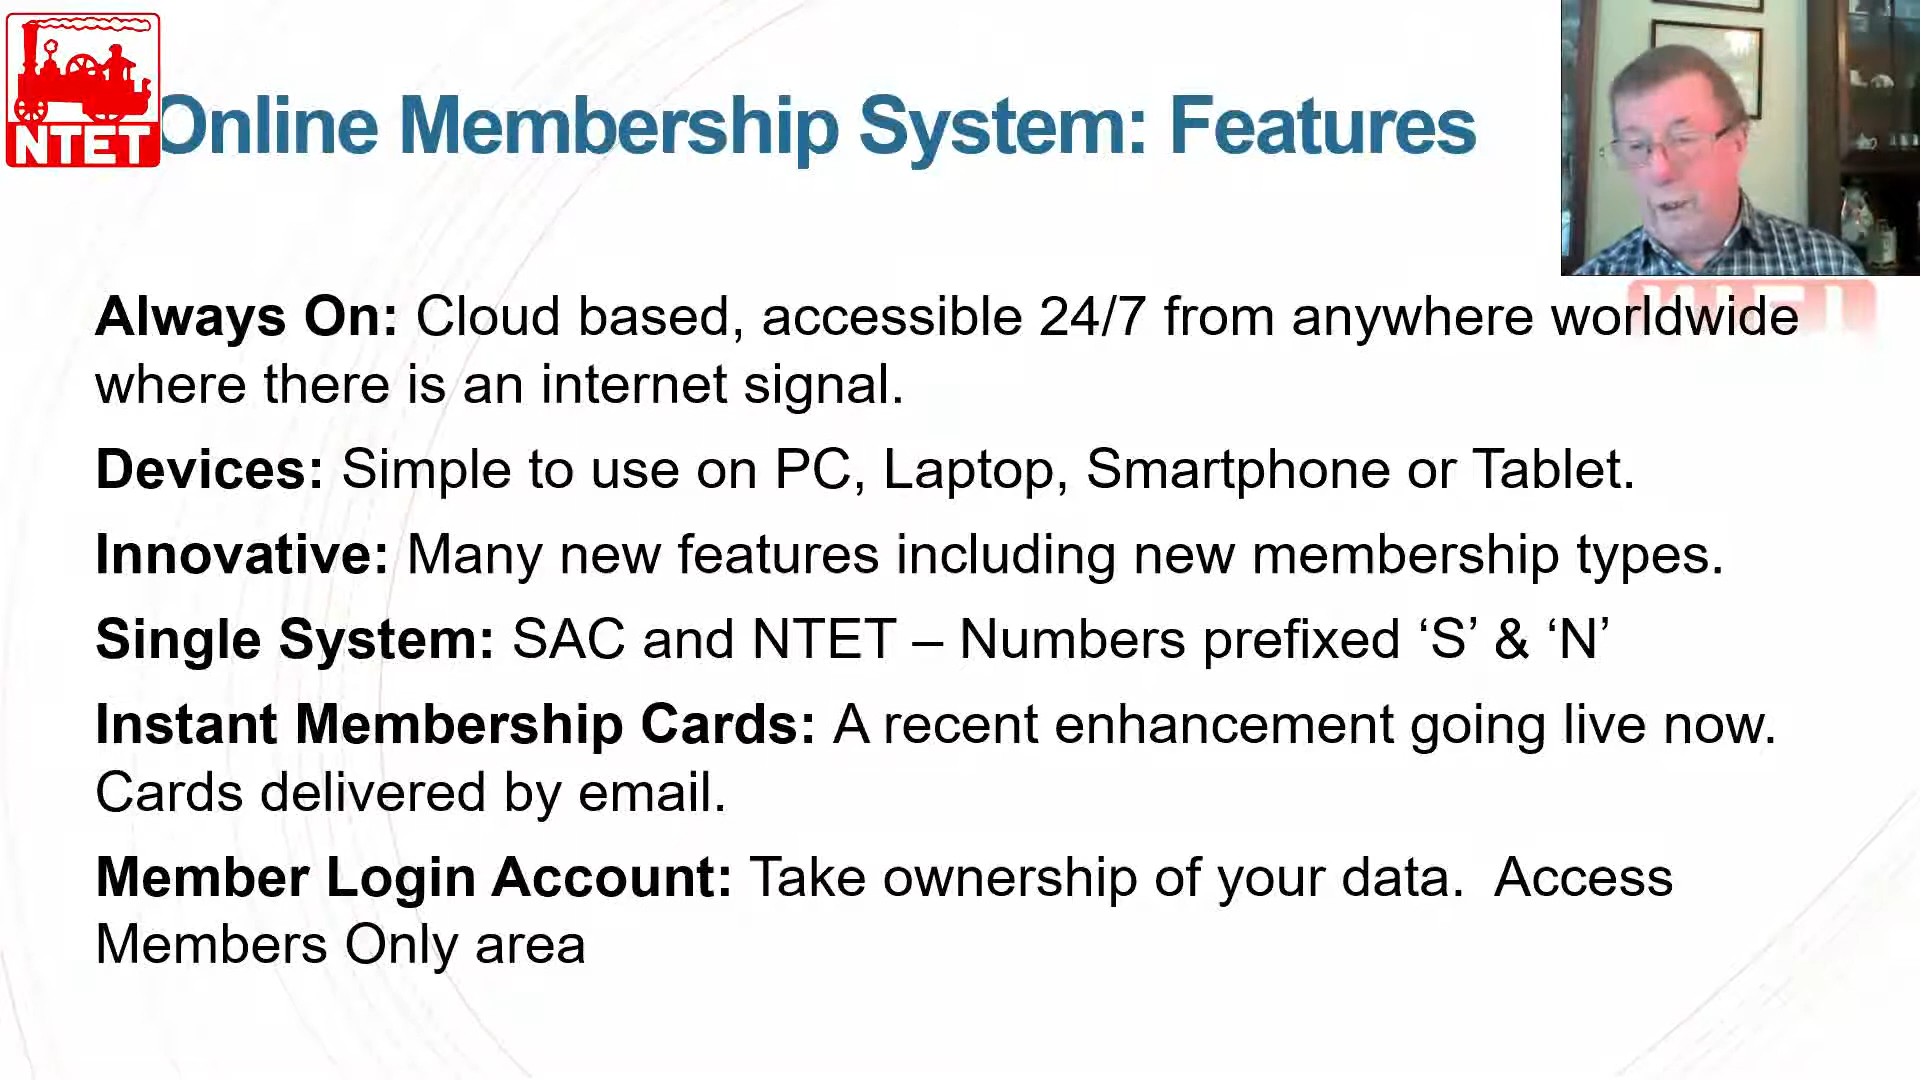 NTET
Online Membership System: Features
Always On: Cloud based, accessible 24/7 from anywhere worldwide
where there is an internet signal.
Devices: Simple to use on PC, Laptop, Smartphone or Tablet.
Innovative: Many new features including new membership types.
Single System: SAC and NTET – Numbers prefixed ‘S’ & ‘N’
Instant Membership Cards: A recent enhancement going live now.
Cards delivered by email.
Member Login Account: Take ownership of your data.  Access
Members Only area